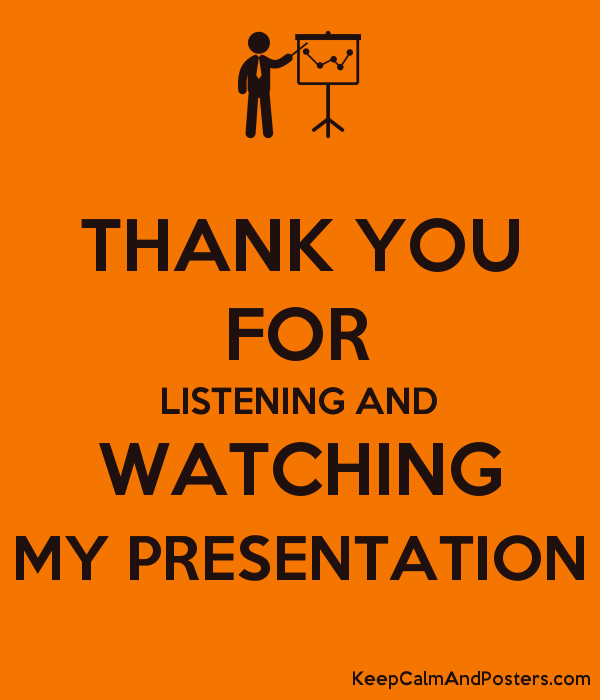 THANK YOU
FOR
LISTENING AND
WATCHING
MY PRESENTATION
KeepCalmAndPosters.com